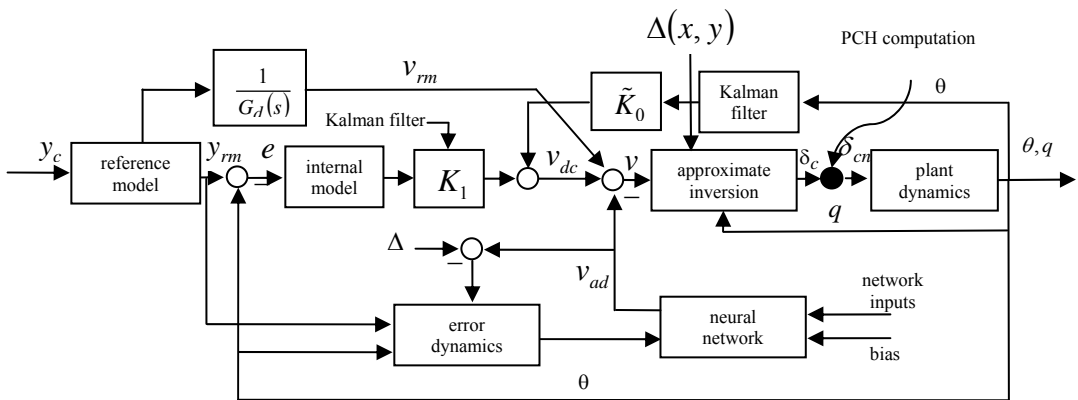 Δ(x, y)
PCH computation
1
G_d(s)
v_rm
K̃_0
Kalman
filter
θ
Kalman filter
y_c
reference
model
y_rm
e
internal
model
K_1
v_dc
v
approximate
inversion
δ_c
δ_cn
plant
dynamics
θ, q
−
−
q
Δ
−
v_ad
error
dynamics
neural
network
network
inputs
bias
θ